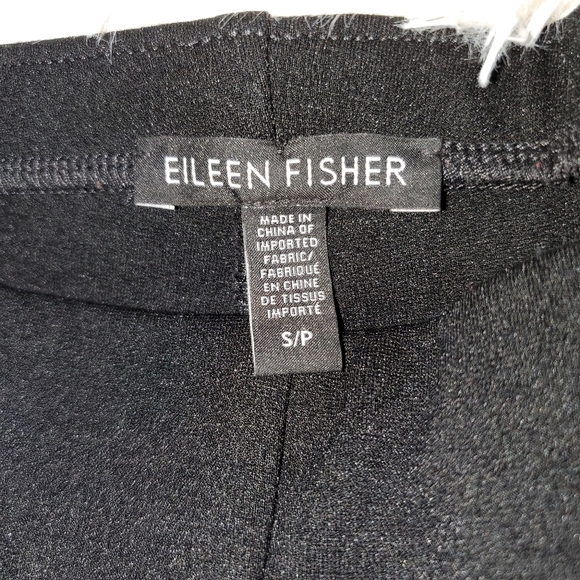 EILEEN FISHER
MADE IN
CHINA OF
IMPORTED
FABRIC/
FABRIQUÉ
EN CHINE
DE TISSUS
IMPORTÉ
S/P